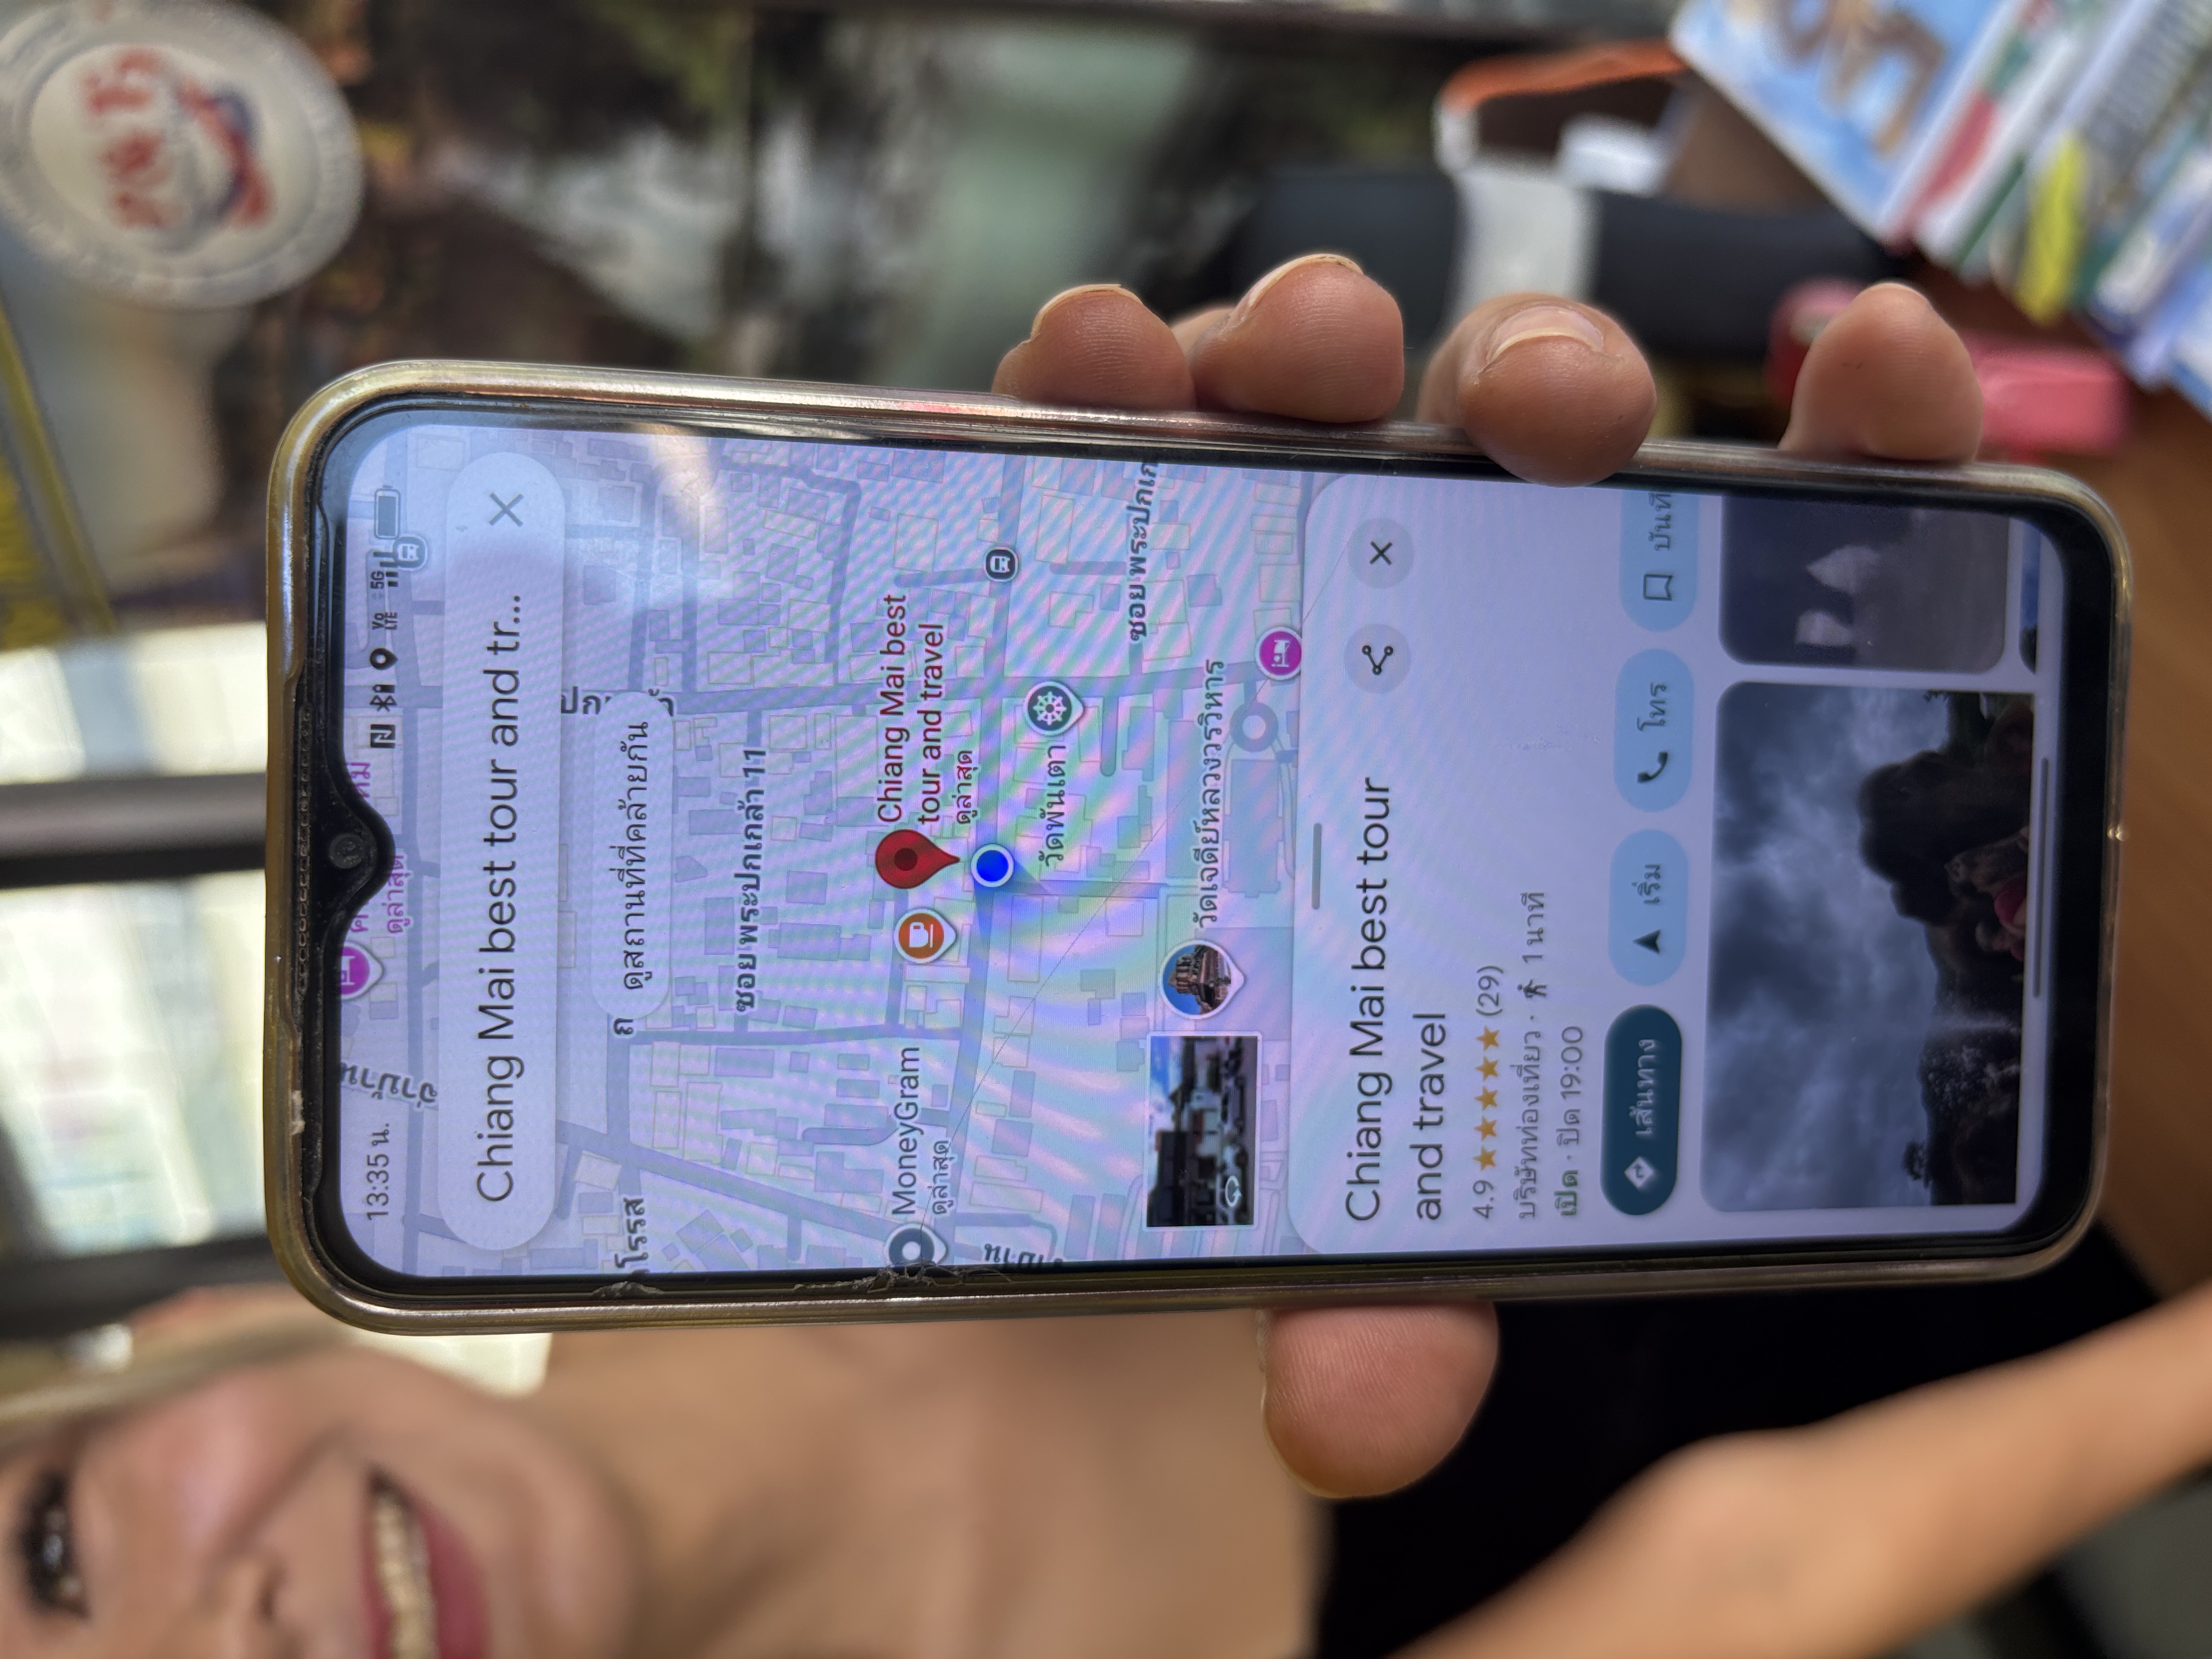 13:35 น.
ดูล่าสุด
Chiang Mai best tour and tr...
ดูสถานที่ที่คล้ายกัน
ซอย พระปกเกล้า 11
MoneyGram
ดูล่าสุด
Chiang Mai best
tour and travel
ดูล่าสุด
วัดพันเตา
ซอย พระปกเก
วัดเจดีย์หลวงวรวิหาร
Chiang Mai best tour
and travel
4.9 ★★★★★ (29)
บริษัทท่องเที่ยว · 1 นาที
เปิด · ปิด 19:00
เส้นทาง
เริ่ม
โทร
บันที